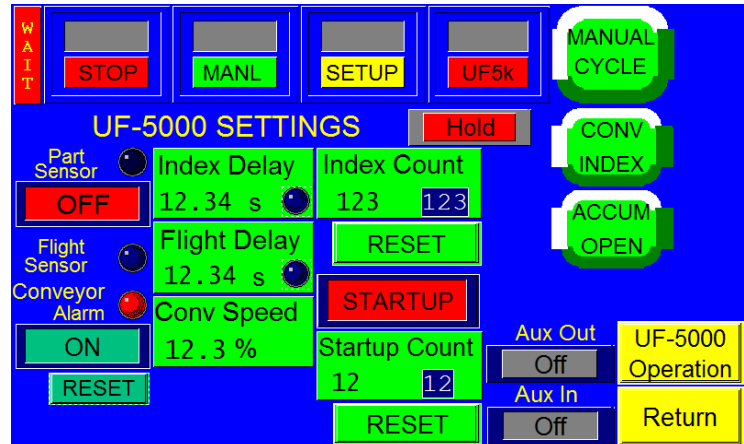 WAIT
STOP
MANL
SETUP
UF5k
MANUAL
CYCLE
UF-5000 SETTINGS
Hold
CONV
INDEX
Part
Sensor
OFF
Index Delay
12.34 s
Index Count
123 123
ACCUM
OPEN
Flight
Sensor
Flight Delay
12.34 s
RESET
Conveyor
Alarm
ON
RESET
Conv Speed
12.3 %
STARTUP
Startup Count
12 12
RESET
Aux Out
Off
Aux In
Off
UF-5000
Operation
Return